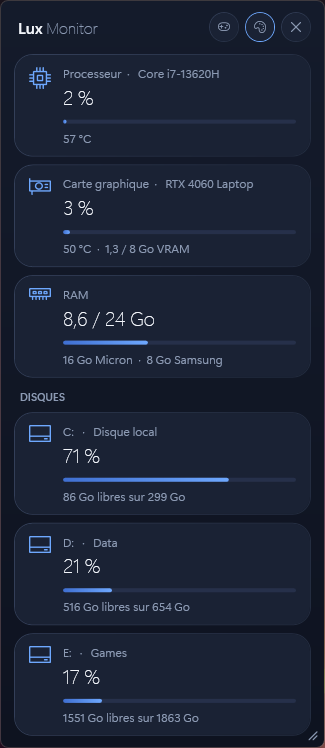 Lux Monitor
Processeur · Core i7-13620H
2 %
57 °C
Carte graphique · RTX 4060 Laptop
3 %
50 °C · 1,3 / 8 Go VRAM
RAM
8,6 / 24 Go
16 Go Micron · 8 Go Samsung
DISQUES
C: · Disque local
71 %
86 Go libres sur 299 Go
D: · Data
21 %
516 Go libres sur 654 Go
E: · Games
17 %
1551 Go libres sur 1863 Go